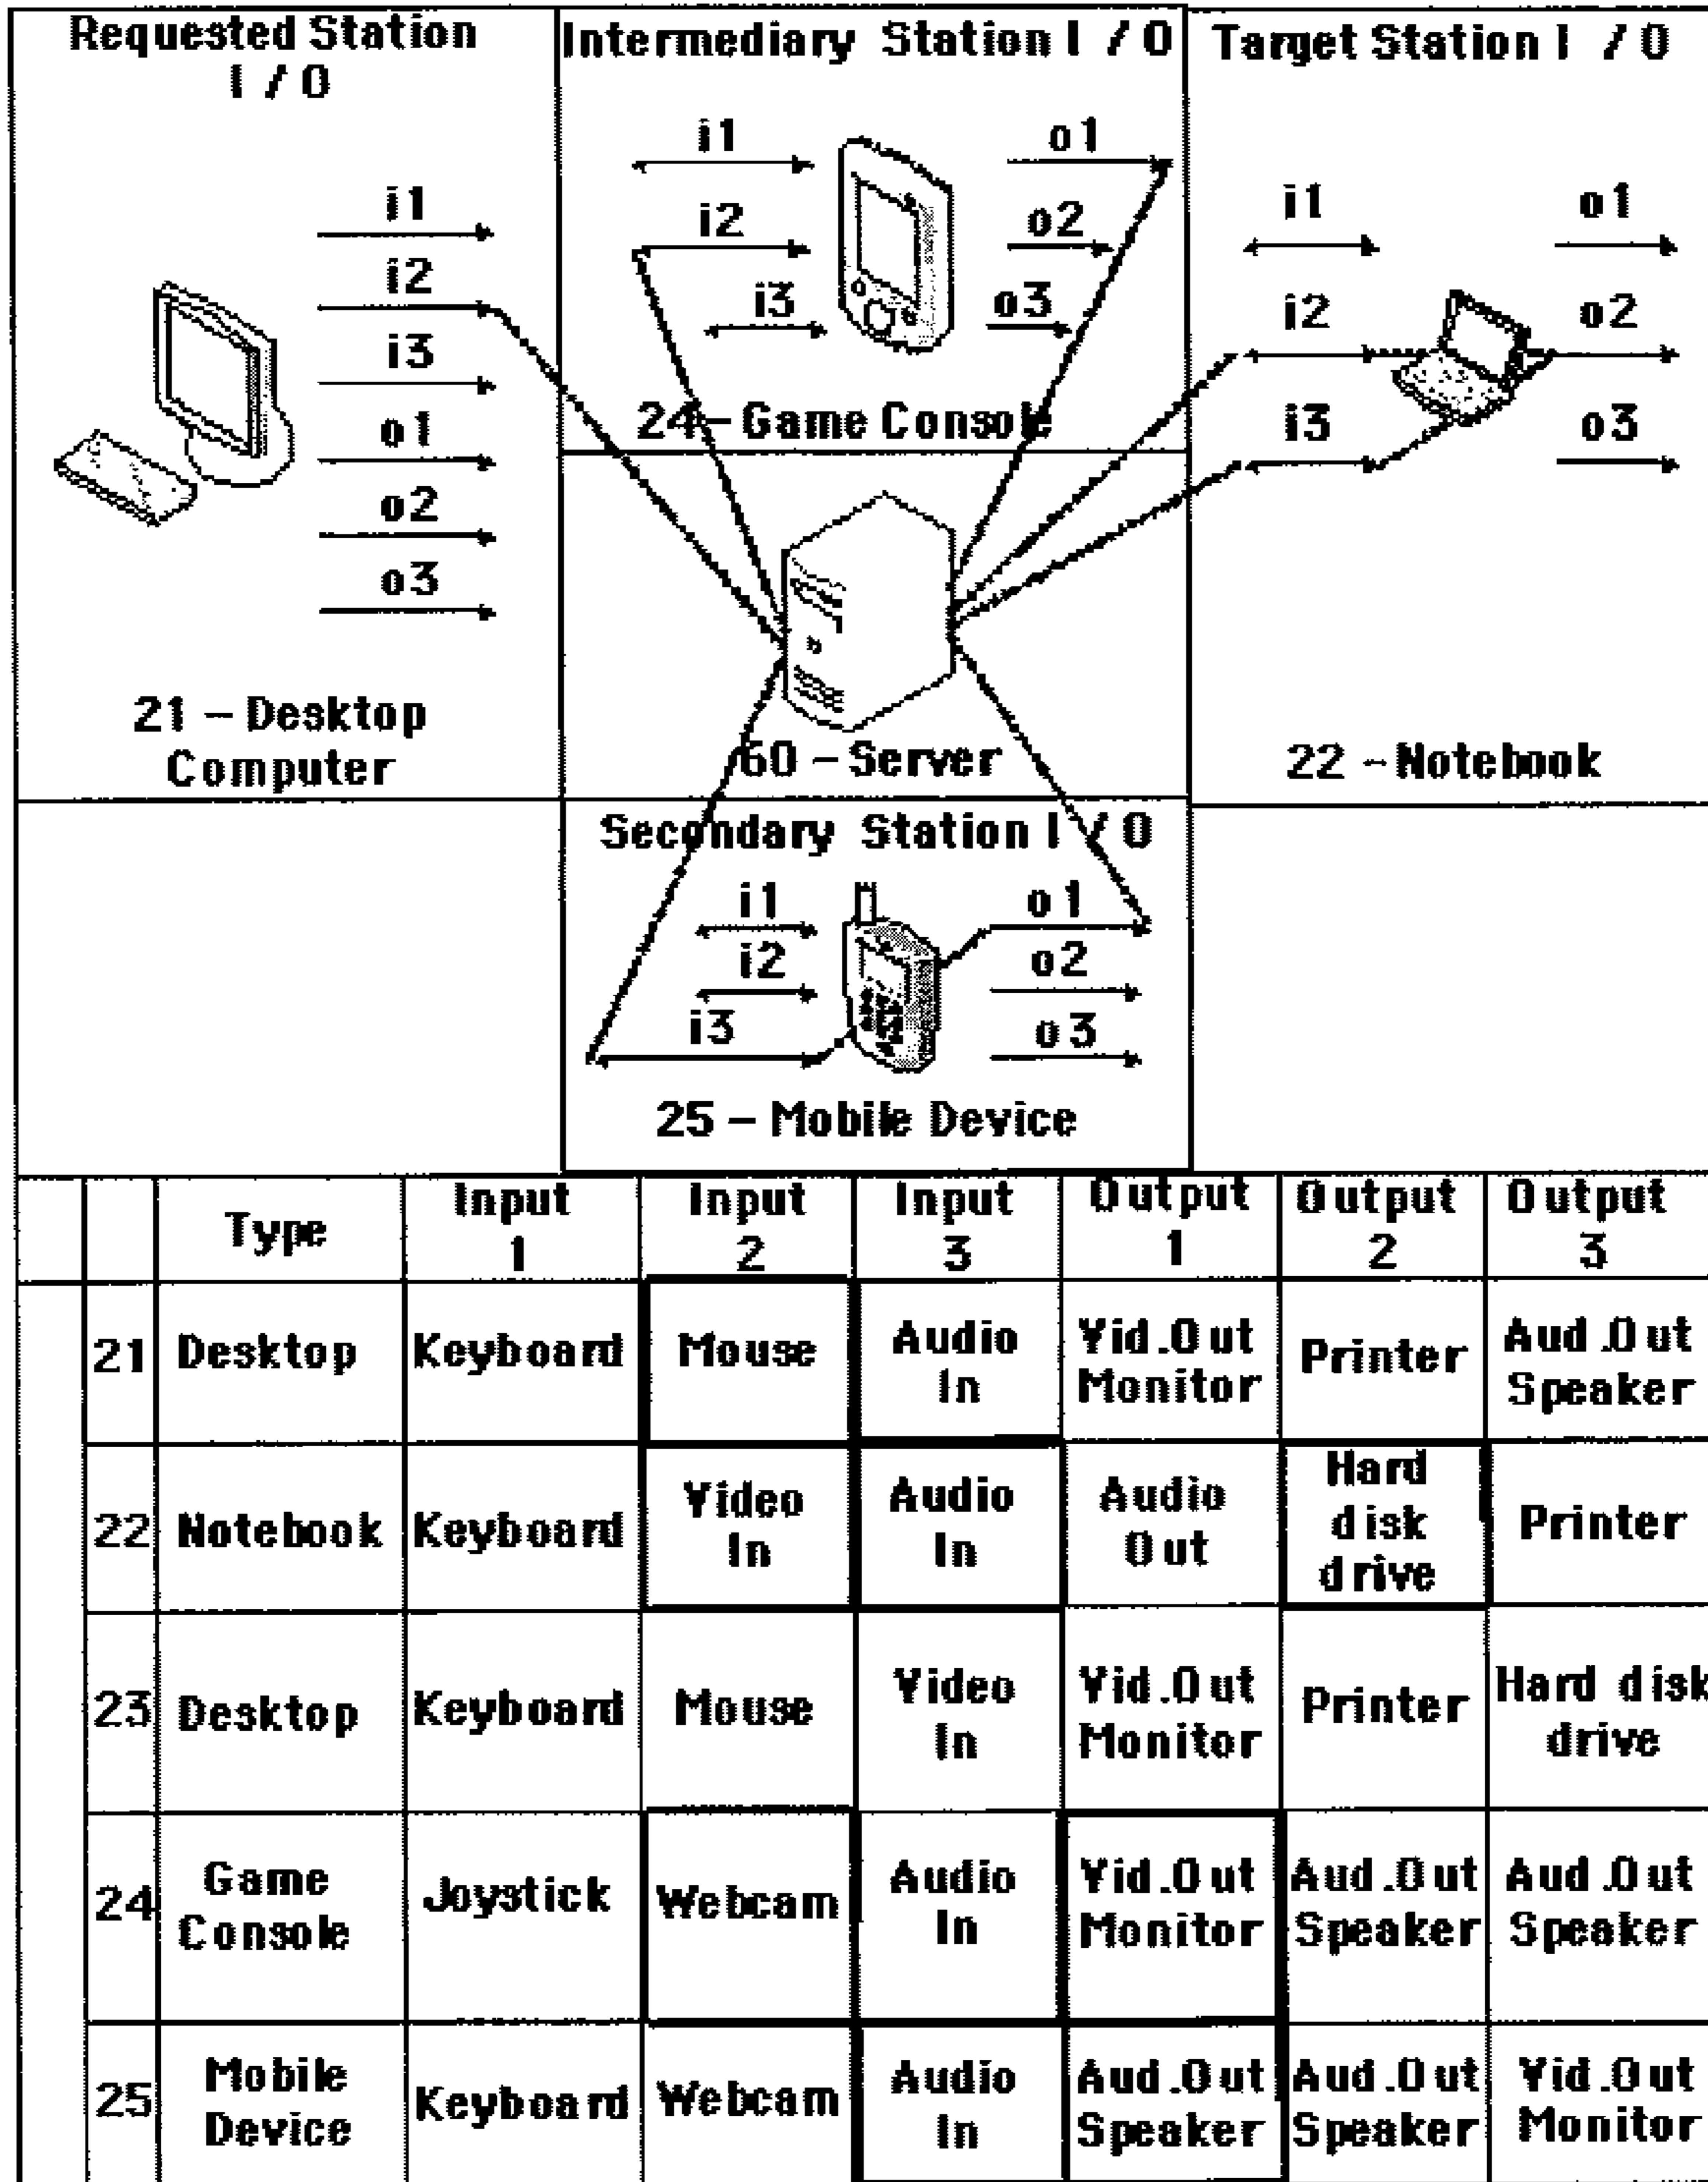 Requested Station
I / O
i1
i2
i3
o1
o2
o3
21 – Desktop
Computer
Intermediary Station I / O
i1
i2
i3
o1
o2
o3
24 – Game Console
Target Station I / O
i1
i2
i3
o1
o2
o3
22 – Notebook
60 – Server
Secondary Station I / O
i1
i2
i3
o1
o2
o3
25 – Mobile Device
Type
Input
1
Input
2
Input
3
Output
1
Output
2
Output
3
21
Desktop
Keyboard
Mouse
Audio
In
Vid.Out
Monitor
Printer
Aud.Out
Speaker
22
Notebook
Keyboard
Video
In
Audio
In
Audio
Out
Hard
disk
drive
Printer
23
Desktop
Keyboard
Mouse
Video
In
Vid.Out
Monitor
Printer
Hard disk
drive
24
Game
Console
Joystick
Webcam
Audio
In
Vid.Out
Monitor
Aud.Out
Speaker
Aud.Out
Speaker
25
Mobile
Device
Keyboard
Webcam
Audio
In
Aud.Out
Speaker
Aud.Out
Speaker
Vid.Out
Monitor